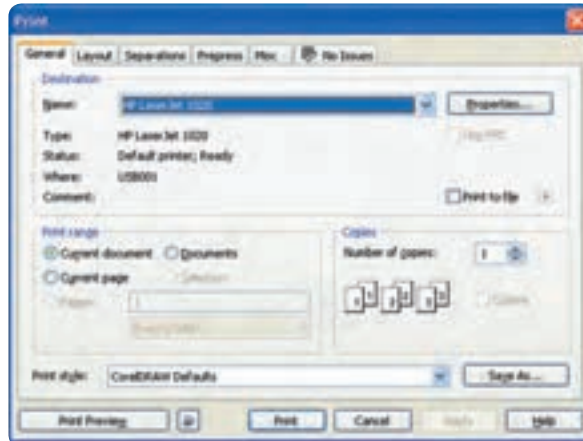 Print
General Layout Separations Prepress Misc No Issues
Destination
Name: HP LaserJet 1020 Properties...
Type: HP LaserJet 1020
Status: Default printer; Ready
Where: USB001
Comment: Print to file
Print range
Current document Documents
Current page Selection
Pages: 1
Copies
Number of copies: 1
Collate
Print style: CorelDRAW Defaults Save As...
Print Preview Print Cancel Apply Help